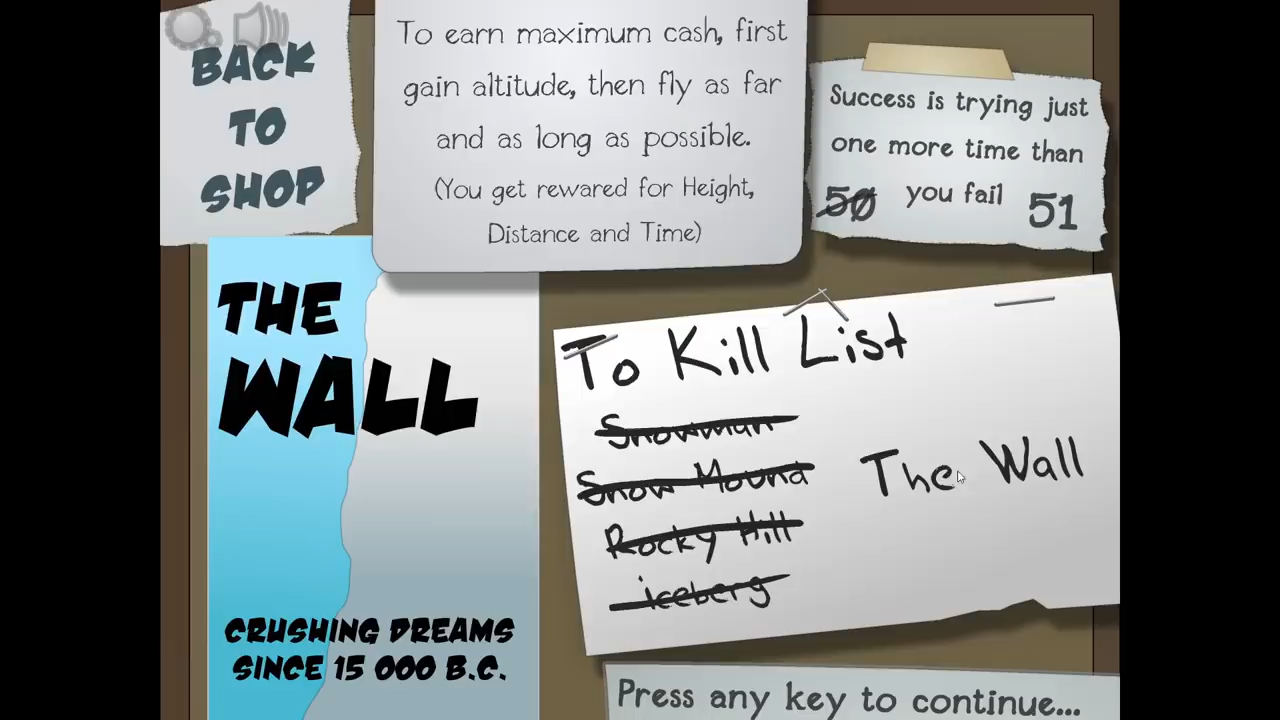 BACK
TO
SHOP
To earn maximum cash, first
gain altitude, then fly as far
and as long as possible.
(You get rewared for Height,
Distance and Time)
Success is trying just
one more time than
50 you fail 51
THE
WALL
CRUSHING DREAMS
SINCE 15 000 B.C.
To Kill List
Snowman
Snow Mound
Rocky Hill
iceberg
The Wall
Press any key to continue...